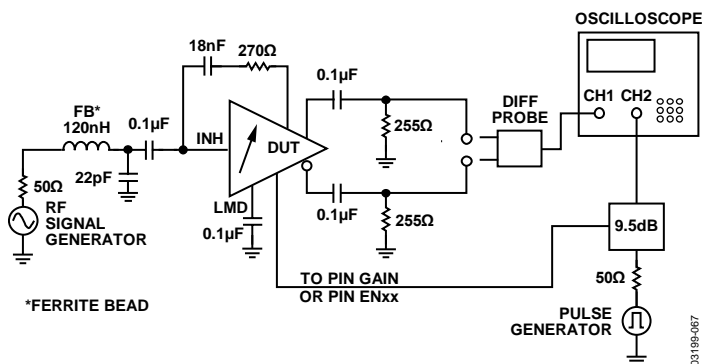 OSCILLOSCOPE
18nF
270Ω
FB*
120nH
0.1µF
0.1µF
DIFF
PROBE
CH1
CH2
INH
DUT
255Ω
50Ω
22pF
LMD
0.1µF
0.1µF
255Ω
9.5dB
RF
SIGNAL
GENERATOR
TO PIN GAIN
OR PIN ENxx
50Ω
*FERRITE BEAD
PULSE
GENERATOR
03199-067